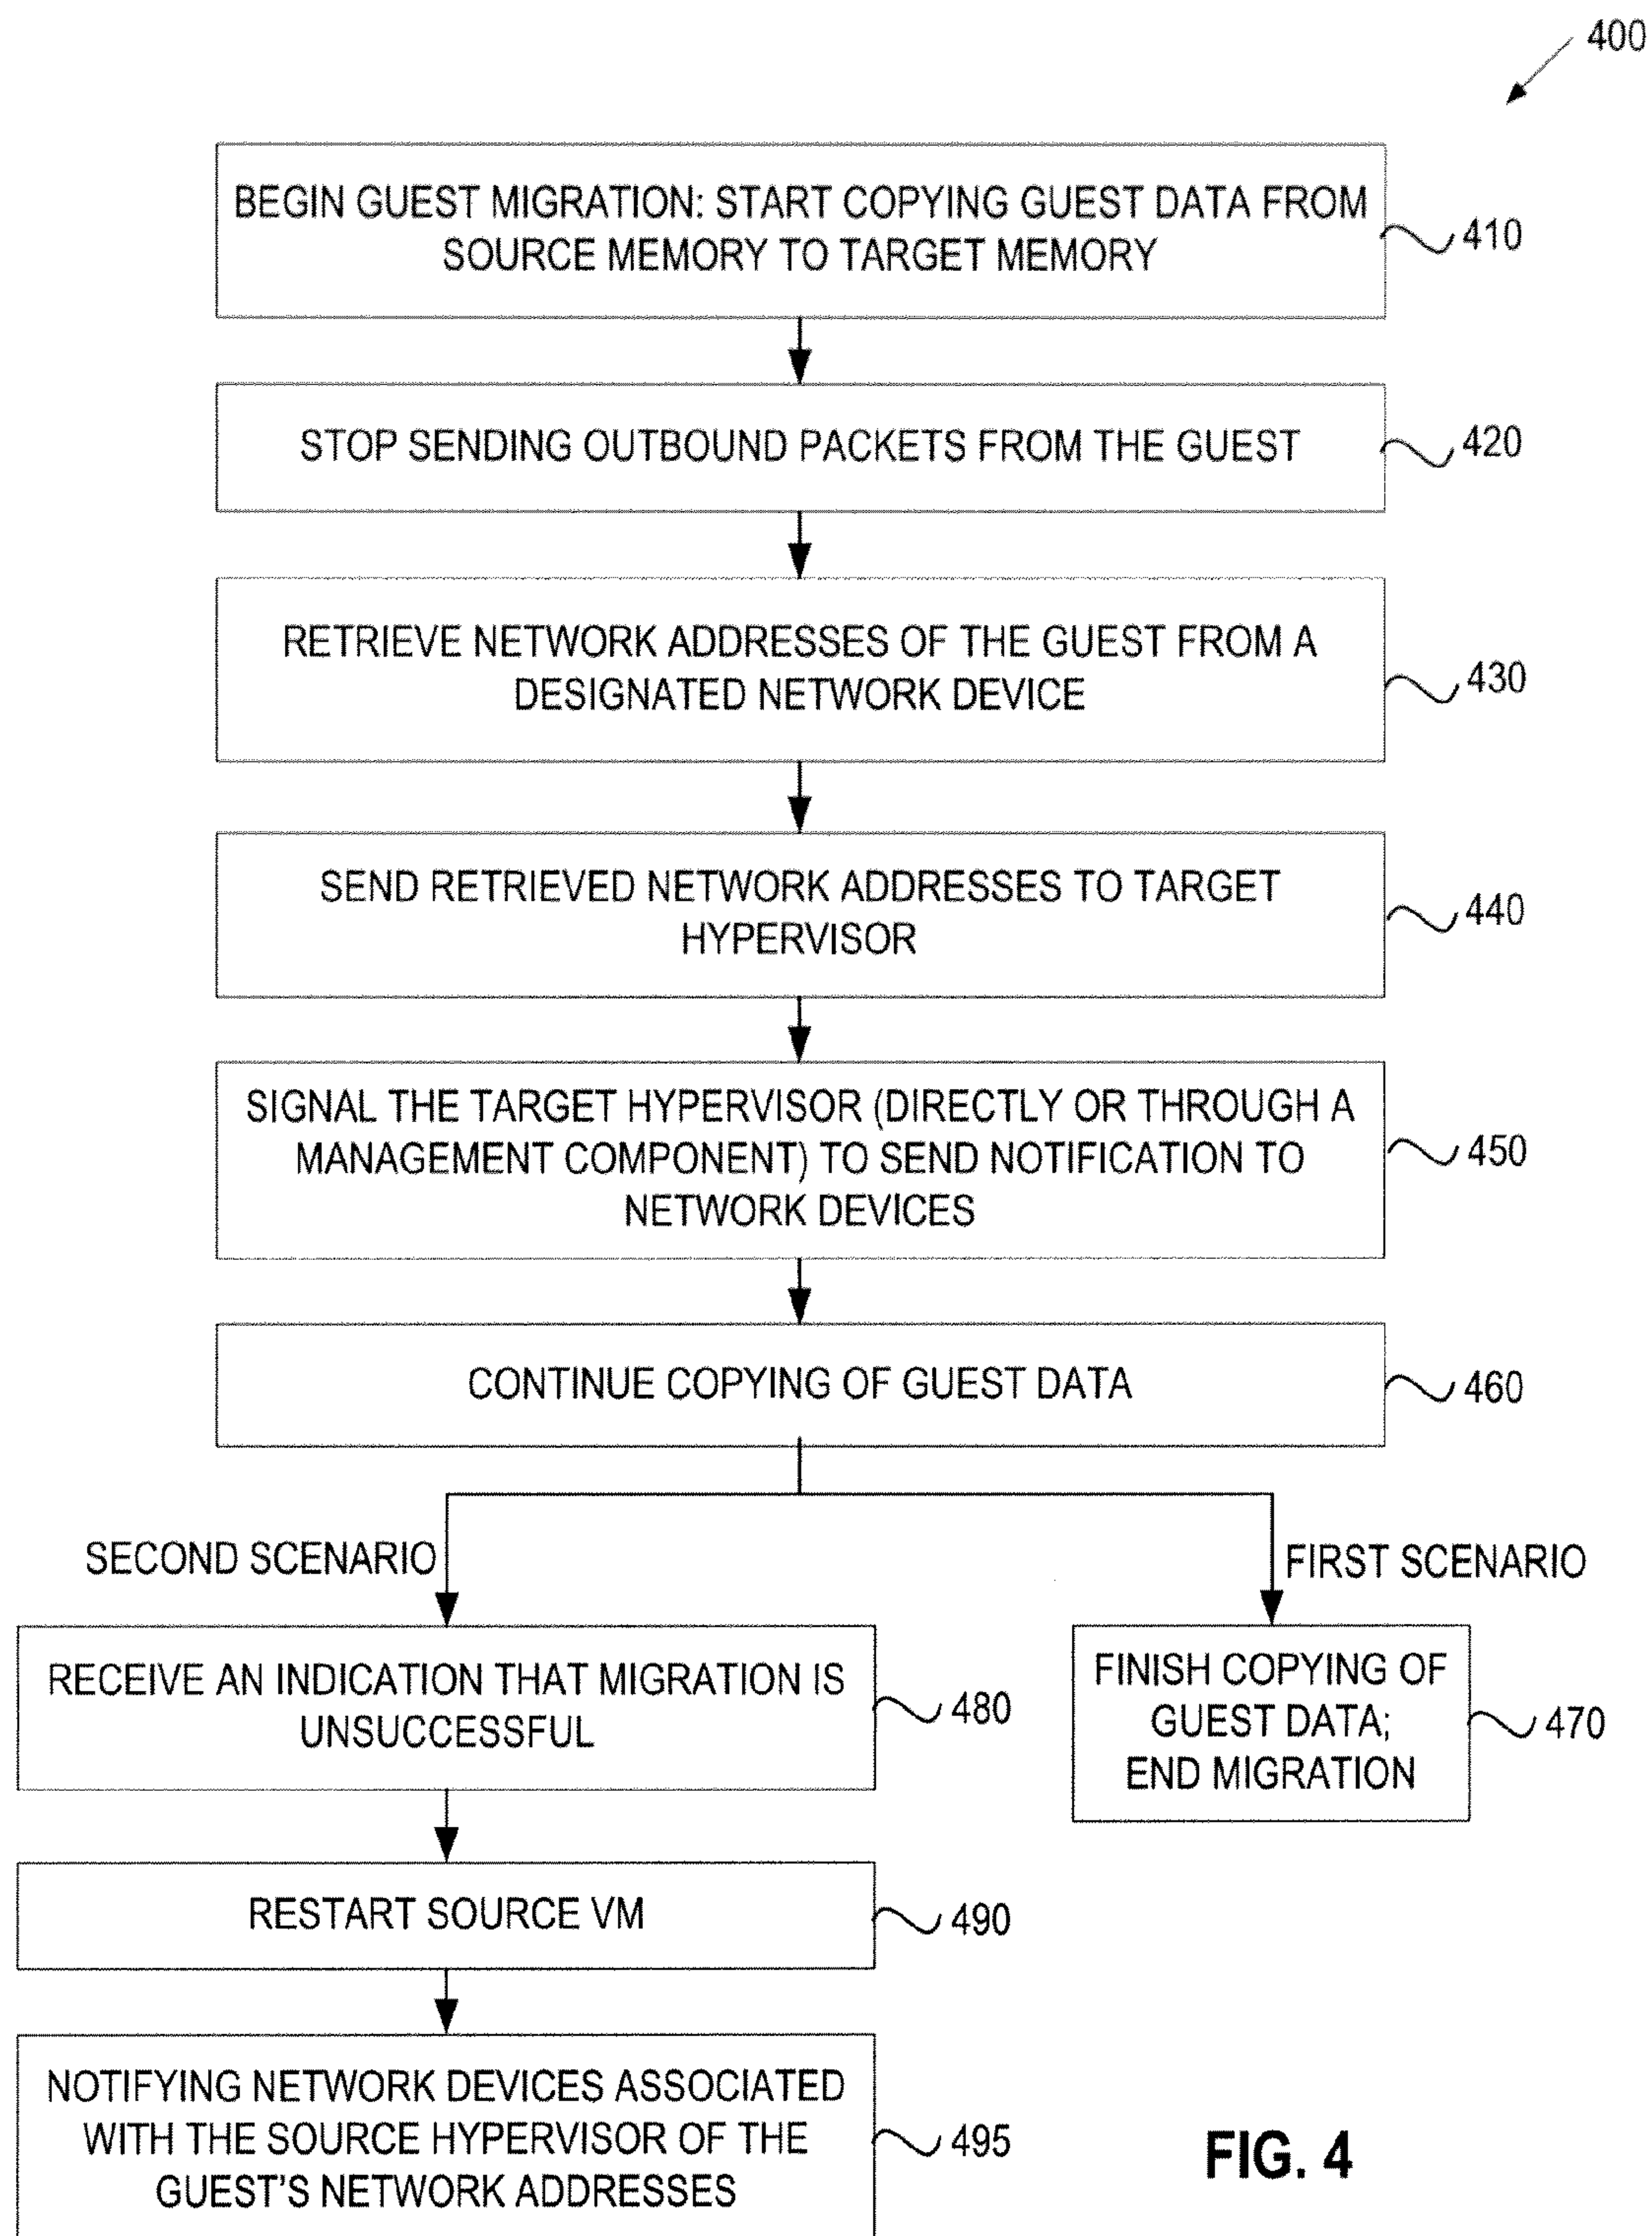 400
BEGIN GUEST MIGRATION: START COPYING GUEST DATA FROM
SOURCE MEMORY TO TARGET MEMORY
410
STOP SENDING OUTBOUND PACKETS FROM THE GUEST
420
RETRIEVE NETWORK ADDRESSES OF THE GUEST FROM A
DESIGNATED NETWORK DEVICE
430
SEND RETRIEVED NETWORK ADDRESSES TO TARGET
HYPERVISOR
440
SIGNAL THE TARGET HYPERVISOR (DIRECTLY OR THROUGH A
MANAGEMENT COMPONENT) TO SEND NOTIFICATION TO
NETWORK DEVICES
450
CONTINUE COPYING OF GUEST DATA
460
SECOND SCENARIO
FIRST SCENARIO
RECEIVE AN INDICATION THAT MIGRATION IS
UNSUCCESSFUL
480
FINISH COPYING OF
GUEST DATA;
END MIGRATION
470
RESTART SOURCE VM
490
NOTIFYING NETWORK DEVICES ASSOCIATED
WITH THE SOURCE HYPERVISOR OF THE
GUEST'S NETWORK ADDRESSES
495
FIG. 4